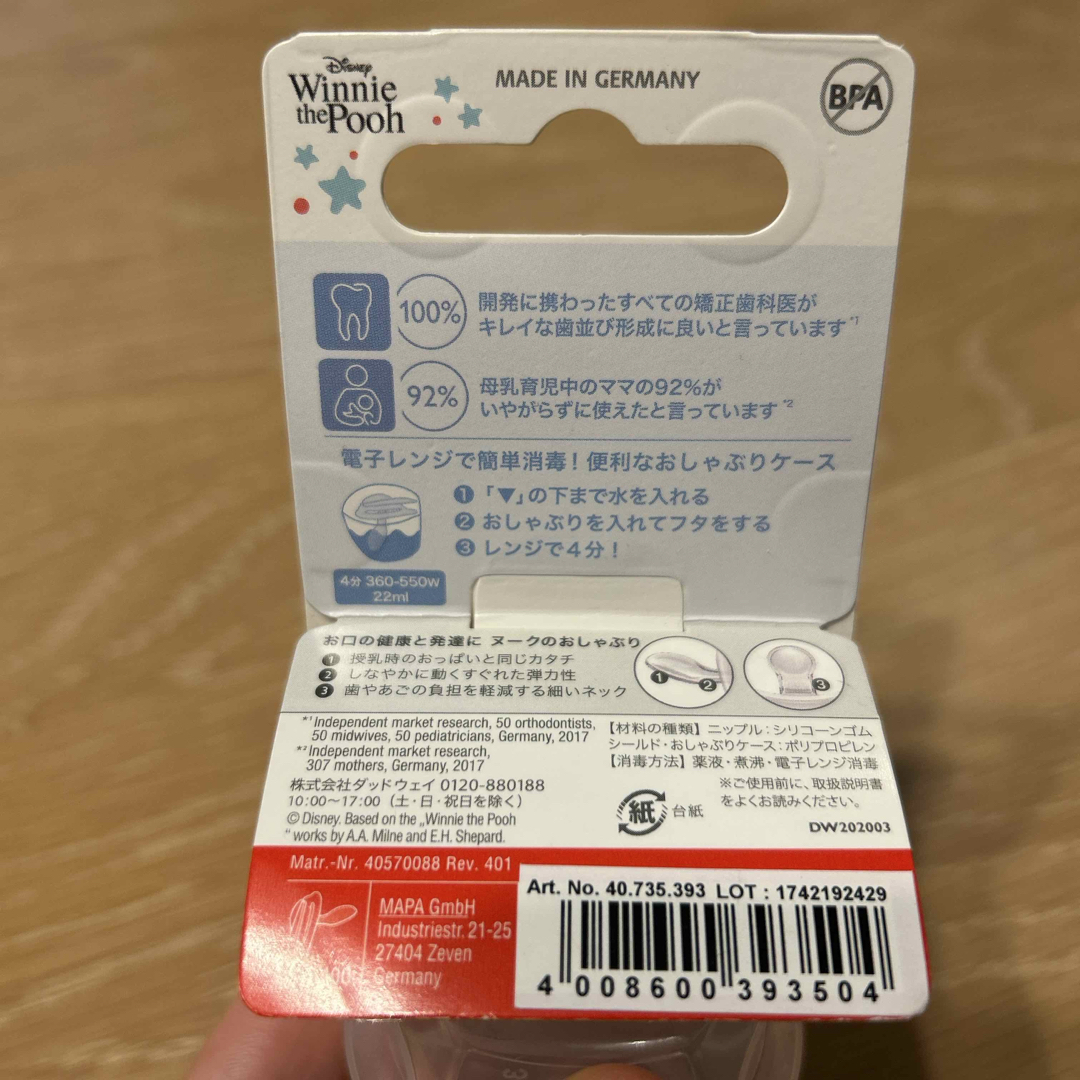 Disney
Winnie
the Pooh
MADE IN GERMANY
BPA
100%
開発に携わったすべての矯正歯科医が
キレイな歯並び形成に良いと言っています*1
92%
母乳育児中のママの92%が
いやがらずに使えたと言っています*2
電子レンジで簡単消毒！便利なおしゃぶりケース
❶「▼」の下まで水を入れる
❷おしゃぶりを入れてフタをする
❸レンジで4分！
4分 360-550W
22ml
お口の健康と発達に ヌークのおしゃぶり
❶ 授乳時のおっぱいと同じカタチ
❷ しなやかに動くすぐれた弾力性
❸ 歯やあごの負担を軽減する細いネック
❶
❷
❸
*¹Independent market research, 50 orthodontists,
50 midwives, 50 pediatricians, Germany, 2017
*²Independent market research,
307 mothers, Germany, 2017
株式会社ダッドウェイ 0120-880188
10:00〜17:00（土・日・祝日を除く）
© Disney. Based on the „Winnie the Pooh
“ works by A.A. Milne and E.H. Shepard.
【材料の種類】ニップル：シリコーンゴム
シールド・おしゃぶりケース：ポリプロピレン
【消毒方法】薬液・煮沸・電子レンジ消毒
※ご使用前に、取扱説明書
をよくお読みください。
紙
台紙
DW202003
Matr.-Nr. 40570088 Rev. 401
MAPA GmbH
Industriestr. 21-25
27404 Zeven
Germany
Art. No. 40.735.393 LOT : 1742192429
4 008600 393504